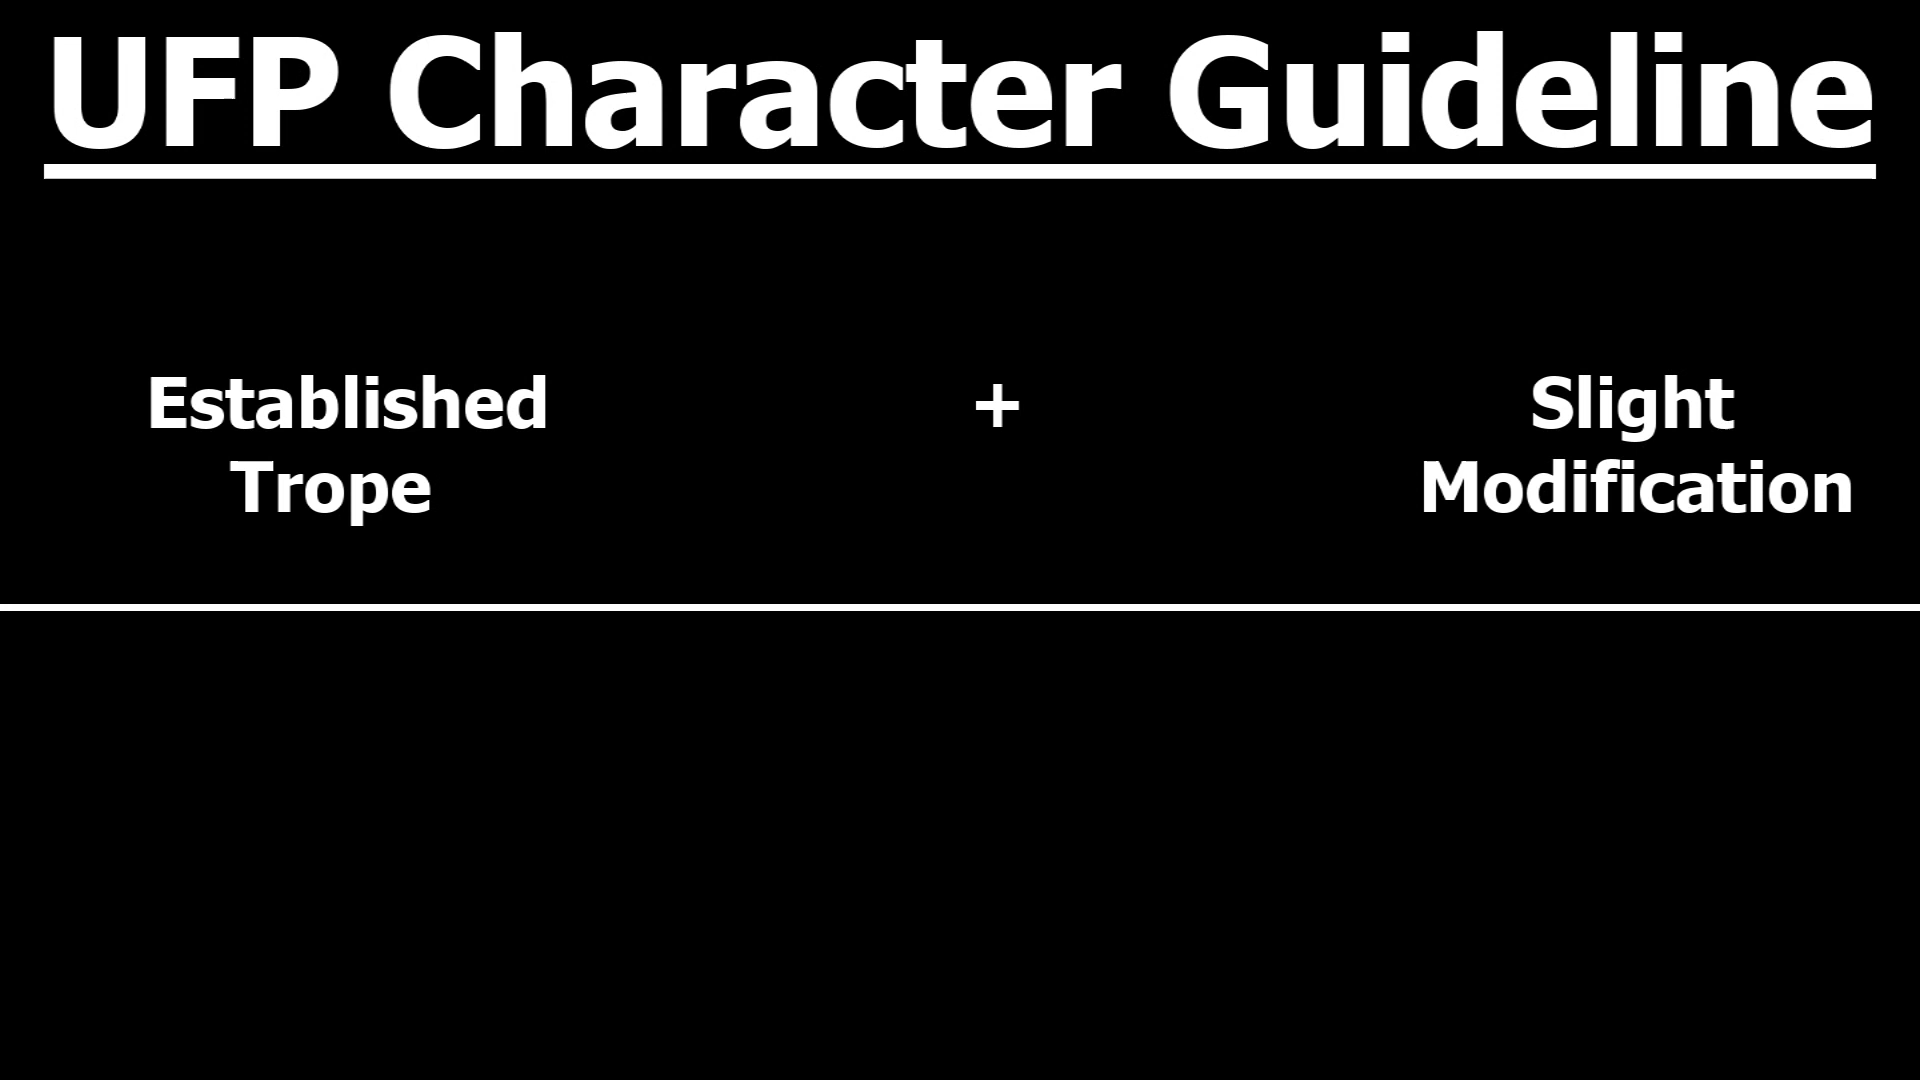 UFP Character Guideline
Established + Slight
Trope Modification